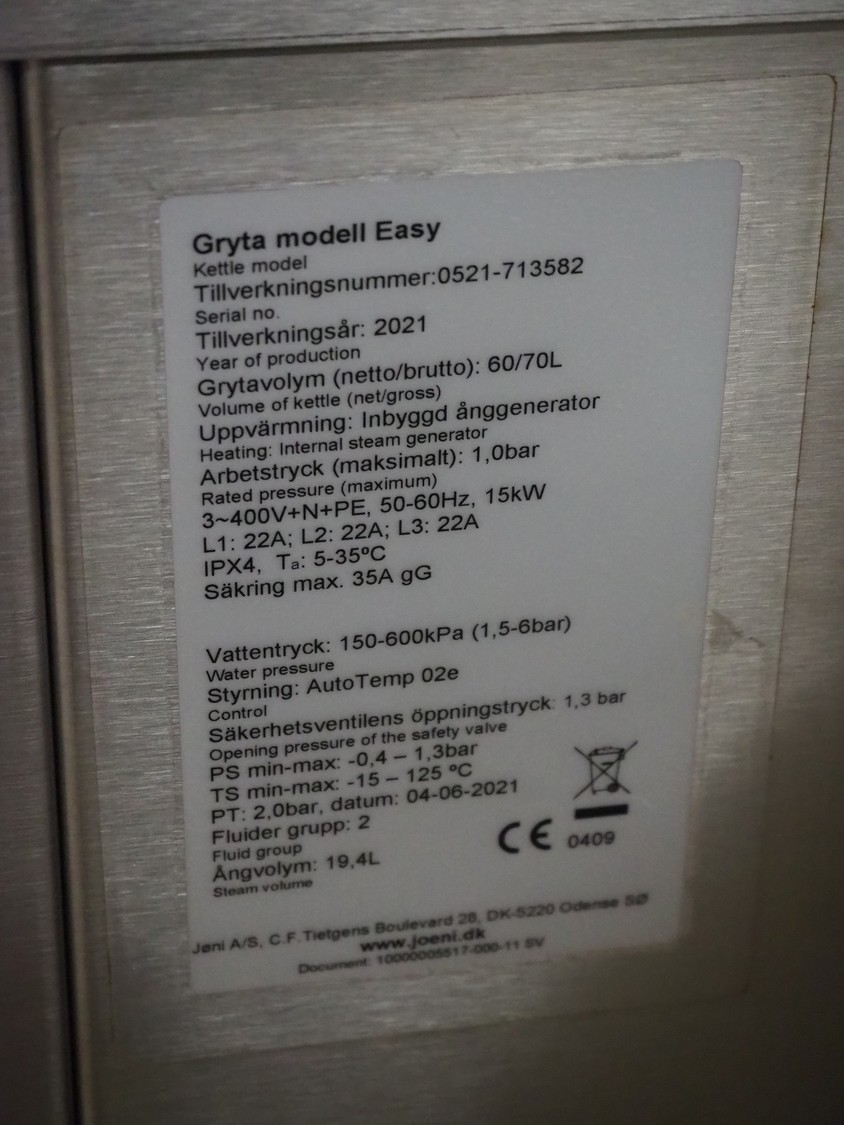 Gryta modell Easy
Kettle model
Tillverkningsnummer:0521-713582
Serial no.
Tillverkningsår: 2021
Year of production
Grytavolym (netto/brutto): 60/70L
Volume of kettle (net/gross)
Uppvärmning: Inbyggd ånggenerator
Heating: Internal steam generator
Arbetstryck (maksimalt): 1,0bar
Rated pressure (maximum)
3~400V+N+PE, 50-60Hz, 15kW
L1: 22A; L2: 22A; L3: 22A
IPX4, Ta: 5-35ºC
Säkring max. 35A gG
Vattentryck: 150-600kPa (1,5-6bar)
Water pressure
Styrning: AutoTemp 02e
Control
Säkerhetsventilens öppningstryck: 1,3 bar
Opening pressure of the safety valve
PS min-max: -0,4 – 1,3bar
TS min-max: -15 – 125 ºC
PT: 2,0bar, datum: 04-06-2021
Fluider grupp: 2
Fluid group
Ångvolym: 19,4L
Steam volume
CE 0409
Jøni A/S, C.F.Tietgens Boulevard 28, DK-5220 Odense SØ
www.joeni.dk
Document: 10000005517-000-11 SV